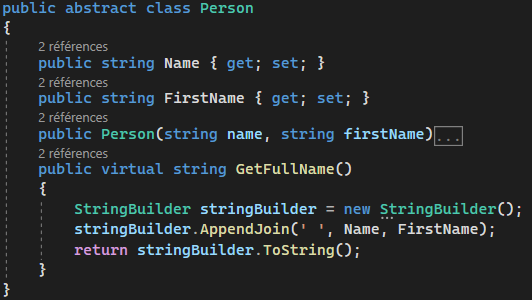 public abstract class Person
{
2 références
public string Name { get; set; }
2 références
public string FirstName { get; set; }
2 références
public Person(string name, string firstName)...
2 références
public virtual string GetFullName()
{
StringBuilder stringBuilder = new StringBuilder();
stringBuilder.AppendJoin(' ', Name, FirstName);
return stringBuilder.ToString();
}
}